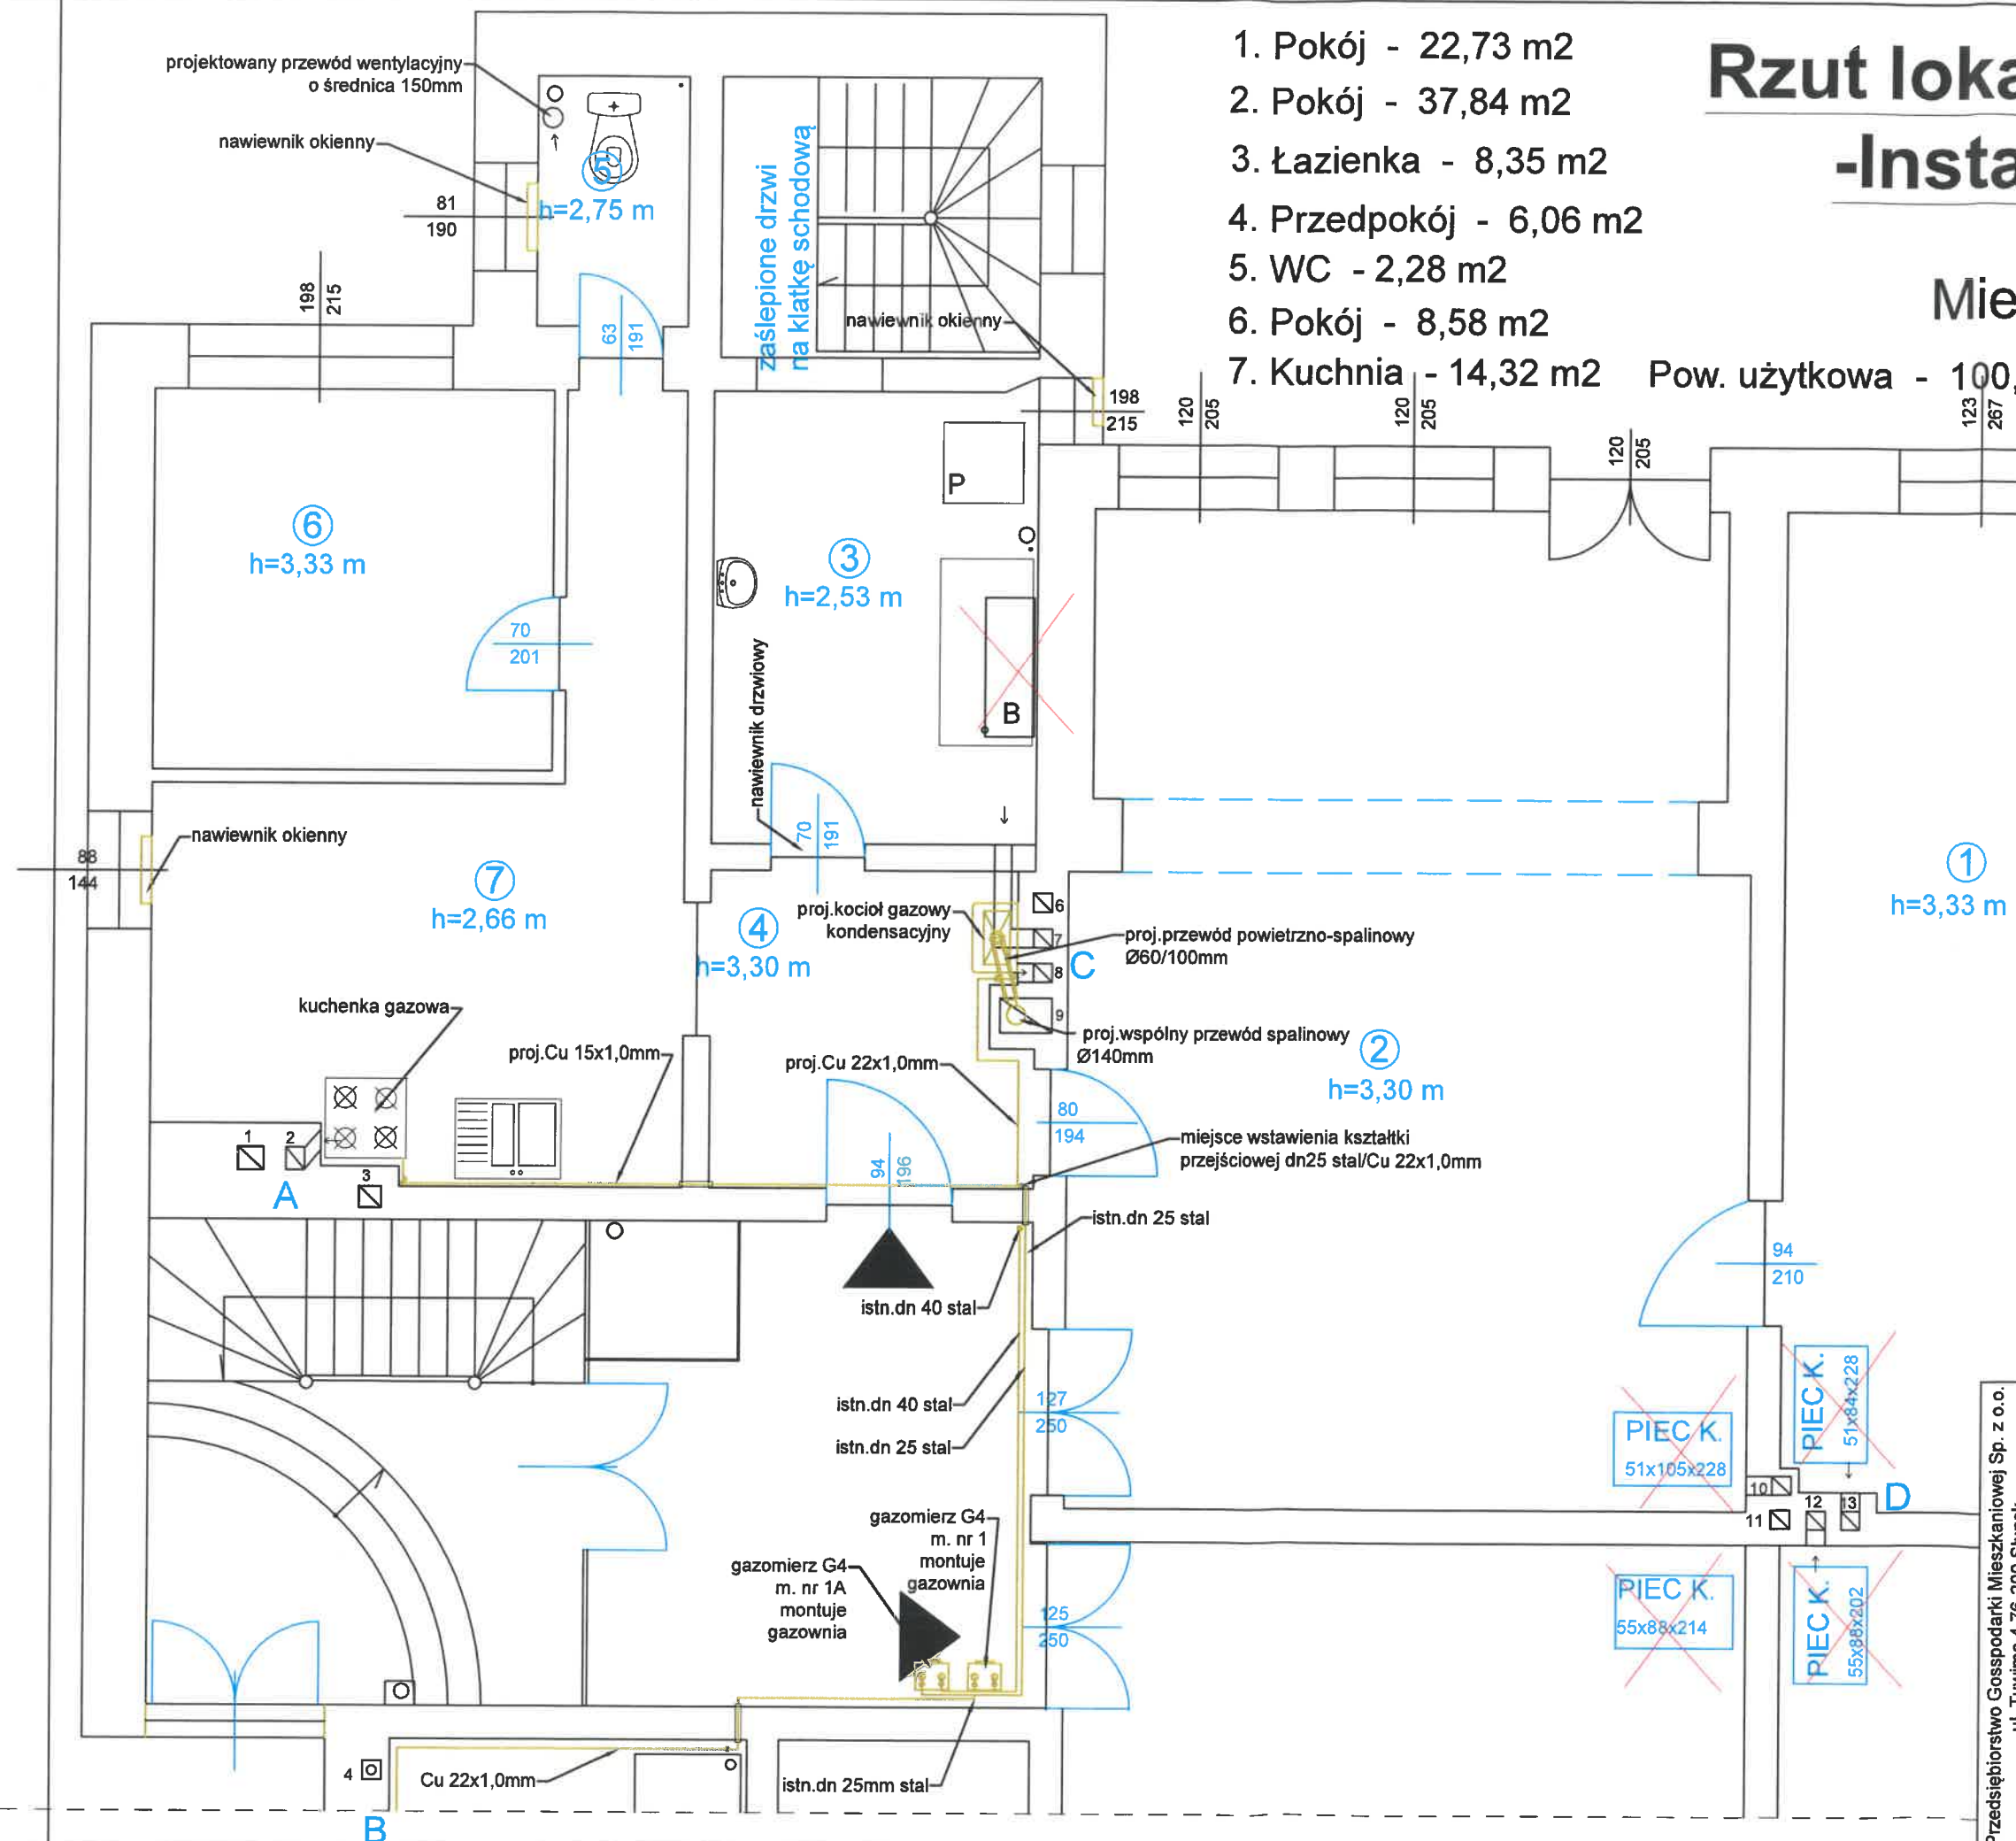 projektowany przewód wentylacyjny
o średnica 150mm
nawiewnik okienny
81
190
198
215
5
h=2,75 m
63
191
zaślepione drzwi
na klatkę schodową
nawiewnik okienny
198
215
1. Pokój - 22,73 m2
2. Pokój - 37,84 m2
3. Łazienka - 8,35 m2
4. Przedpokój - 6,06 m2
5. WC - 2,28 m2
6. Pokój - 8,58 m2
7. Kuchnia - 14,32 m2 Pow. użytkowa - 100,
Rzut loka
-Insta
Mie
120
205
120
205
120
205
123
267
6
h=3,33 m
70
201
3
h=2,53 m
P
B
nawiewnik drzwiowy
70
191
nawiewnik okienny
88
144
7
h=2,66 m
4
h=3,30 m
proj.kocioł gazowy
kondensacyjny
6
7
8
9
C
proj.przewód powietrzno-spalinowy
Ø60/100mm
proj.wspólny przewód spalinowy
Ø140mm
1
h=3,33 m
2
h=3,30 m
kuchenka gazowa
proj.Cu 15x1,0mm
proj.Cu 22x1,0mm
80
194
miejsce wstawienia kształtki
przejściowej dn25 stal/Cu 22x1,0mm
1
2
3
A
94
196
istn.dn 25 stal
istn.dn 40 stal
94
210
istn.dn 40 stal
istn.dn 25 stal
127
250
PIEC K.
51x105x228
PIEC K.
51x84x228
10
11
12
13
D
gazomierz G4
m. nr 1
montuje
gazownia
gazomierz G4
m. nr 1A
montuje
gazownia
125
250
PIEC K.
55x88x214
PIEC K.
55x88x202
4
Cu 22x1,0mm
istn.dn 25mm stal
B
Przedsiębiorstwo Gosspodarki Mieszkaniowej Sp. z o.o.